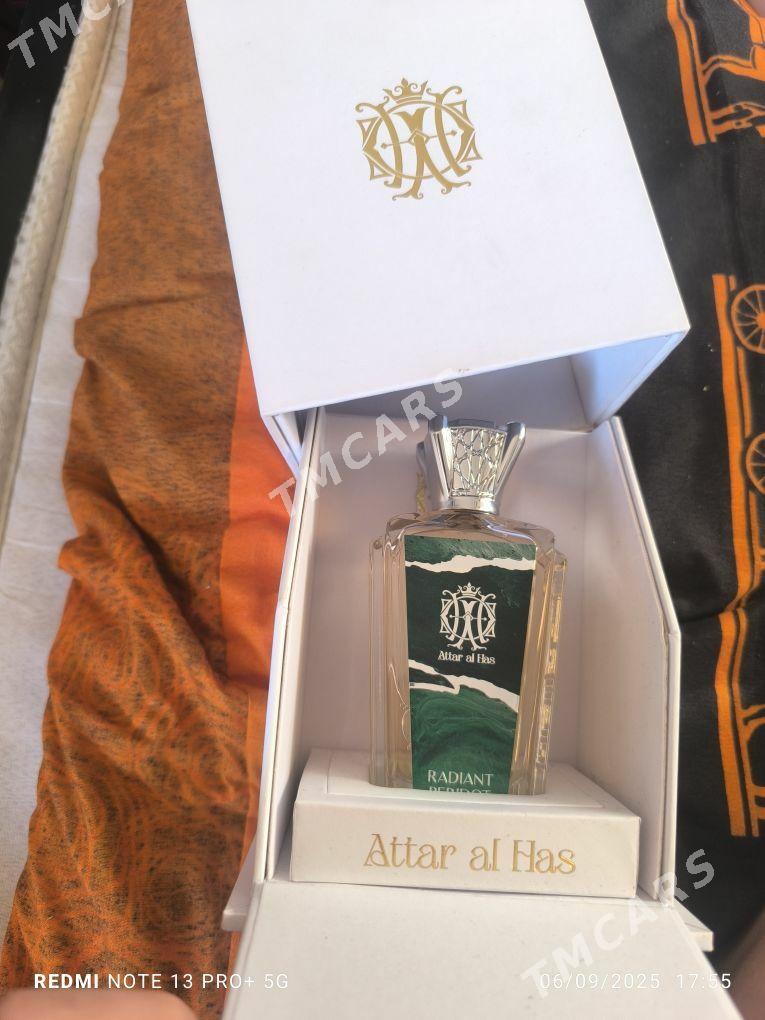 TMCARS
TMCARS
Attar al Has
RADIANT
PERIDOT
Attar al Has
TMCARS
REDMI NOTE 13 PRO+ 5G
06/09/2025 17:55